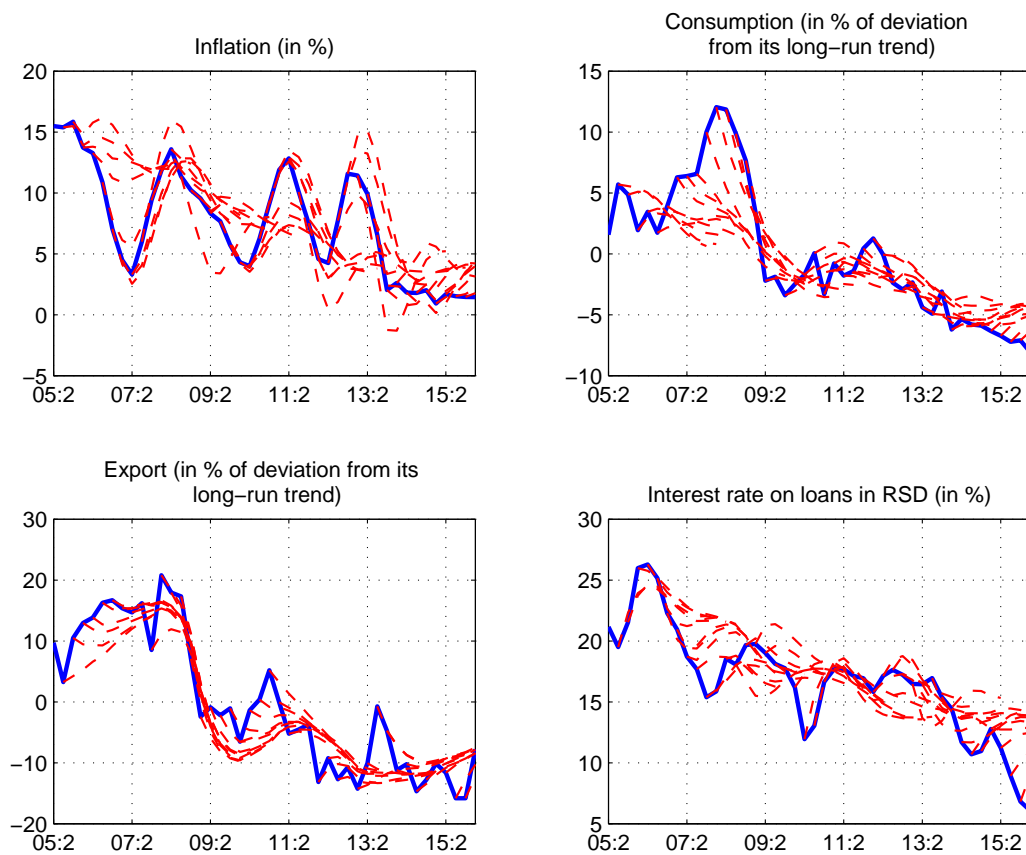 Inflation (in %)
20
15
10
5
0
−5
05:2 07:2 09:2 11:2 13:2 15:2
Consumption (in % of deviation
from its long−run trend)
15
10
5
0
−5
−10
05:2 07:2 09:2 11:2 13:2 15:2
Export (in % of deviation from its
long−run trend)
30
20
10
0
−10
−20
05:2 07:2 09:2 11:2 13:2 15:2
Interest rate on loans in RSD (in %)
30
25
20
15
10
5
05:2 07:2 09:2 11:2 13:2 15:2